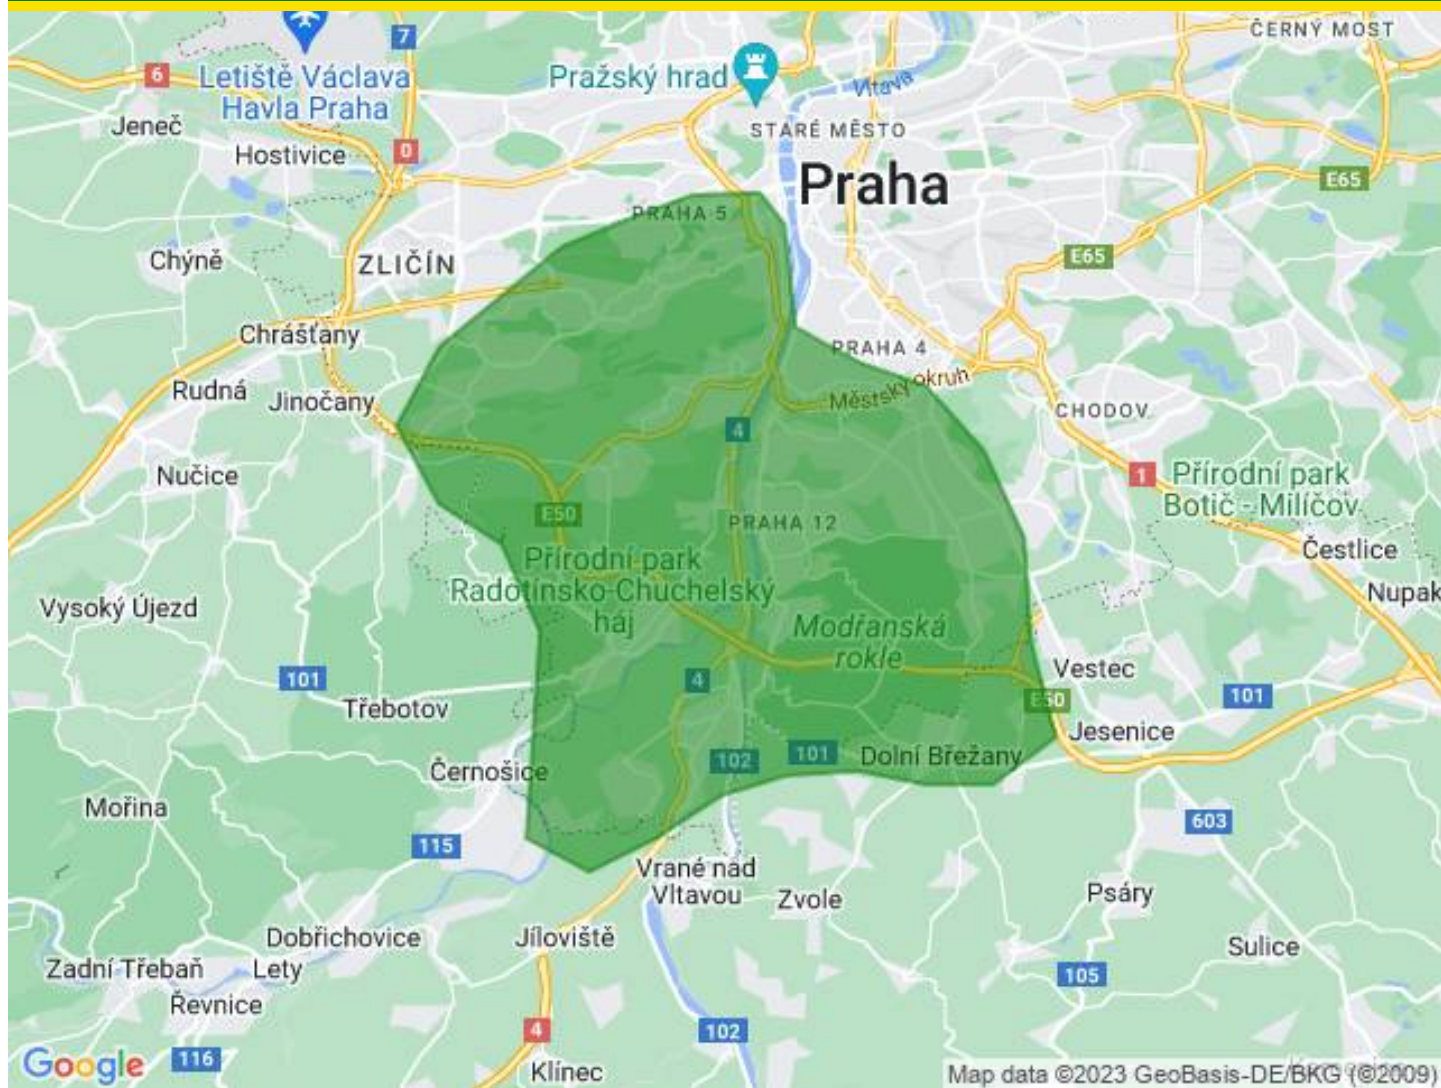 ČERNÝ MOST
7
6
Letiště Václava
Havla Praha
Pražský hrad
Vltava
Jeneč
STARÉ MĚSTO
Hostivice
0
Praha
E65
PRAHA 5
Chýně
ZLIČÍN
E65
Chrášťany
PRAHA 4
Rudná
Jinočany
Městský okruh
CHODOV
4
Nučice
1
Přírodní park
Botič - Milíčov
E50
PRAHA 12
Čestlice
Přírodní park
Radotínsko-Chuchelský
háj
Nupak
Vysoký Újezd
Modřanská
rokle
101
4
Vestec
E50
101
Třebotov
Jesenice
102
101
Dolní Břežany
Černošice
Mořina
603
115
Vrané nad
Vltavou
Zvole
Psáry
Dobřichovice
Jíloviště
Sulice
Zadní Třebaň
Lety
105
Řevnice
4
102
Google
116
Klínec
Map data ©2023 GeoBasis-DE/BKG (©2009)